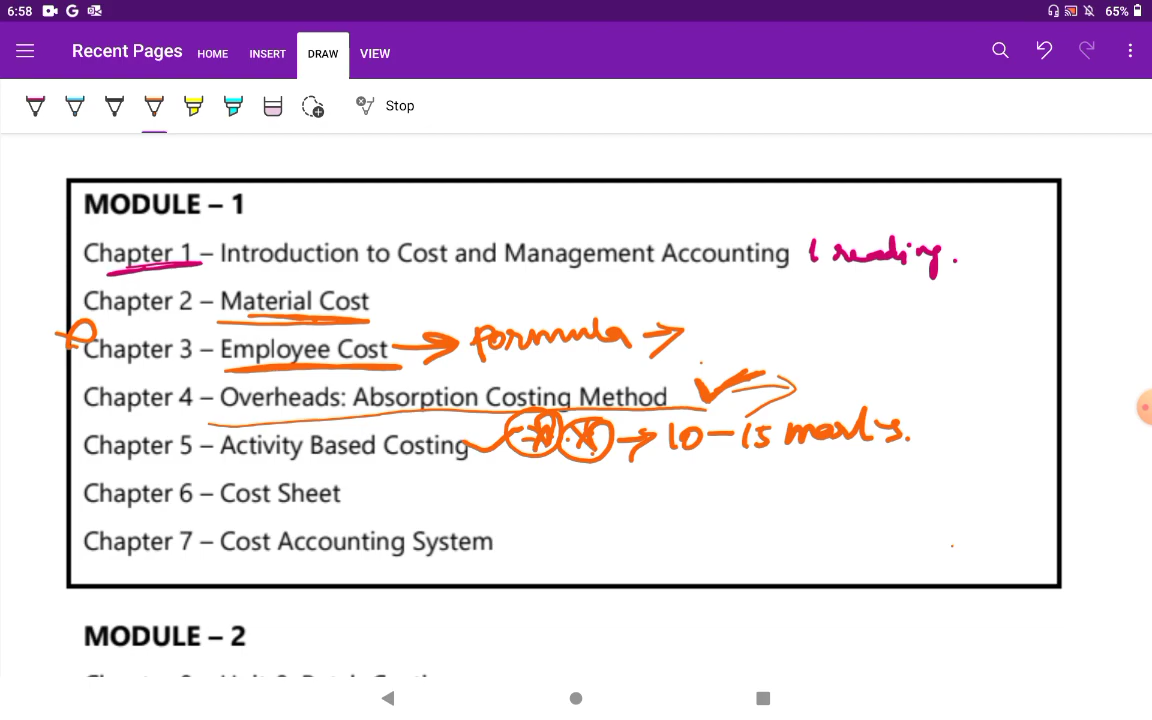 6:58 G 65%
Recent Pages HOME INSERT DRAW VIEW
Stop
MODULE – 1
Chapter 1 – Introduction to Cost and Management Accounting 1 reading.
Chapter 2 – Material Cost
Chapter 3 – Employee Cost → formula →
Chapter 4 – Overheads: Absorption Costing Method
Chapter 5 – Activity Based Costing → 10 – 15 marks.
Chapter 6 – Cost Sheet
Chapter 7 – Cost Accounting System
MODULE – 2